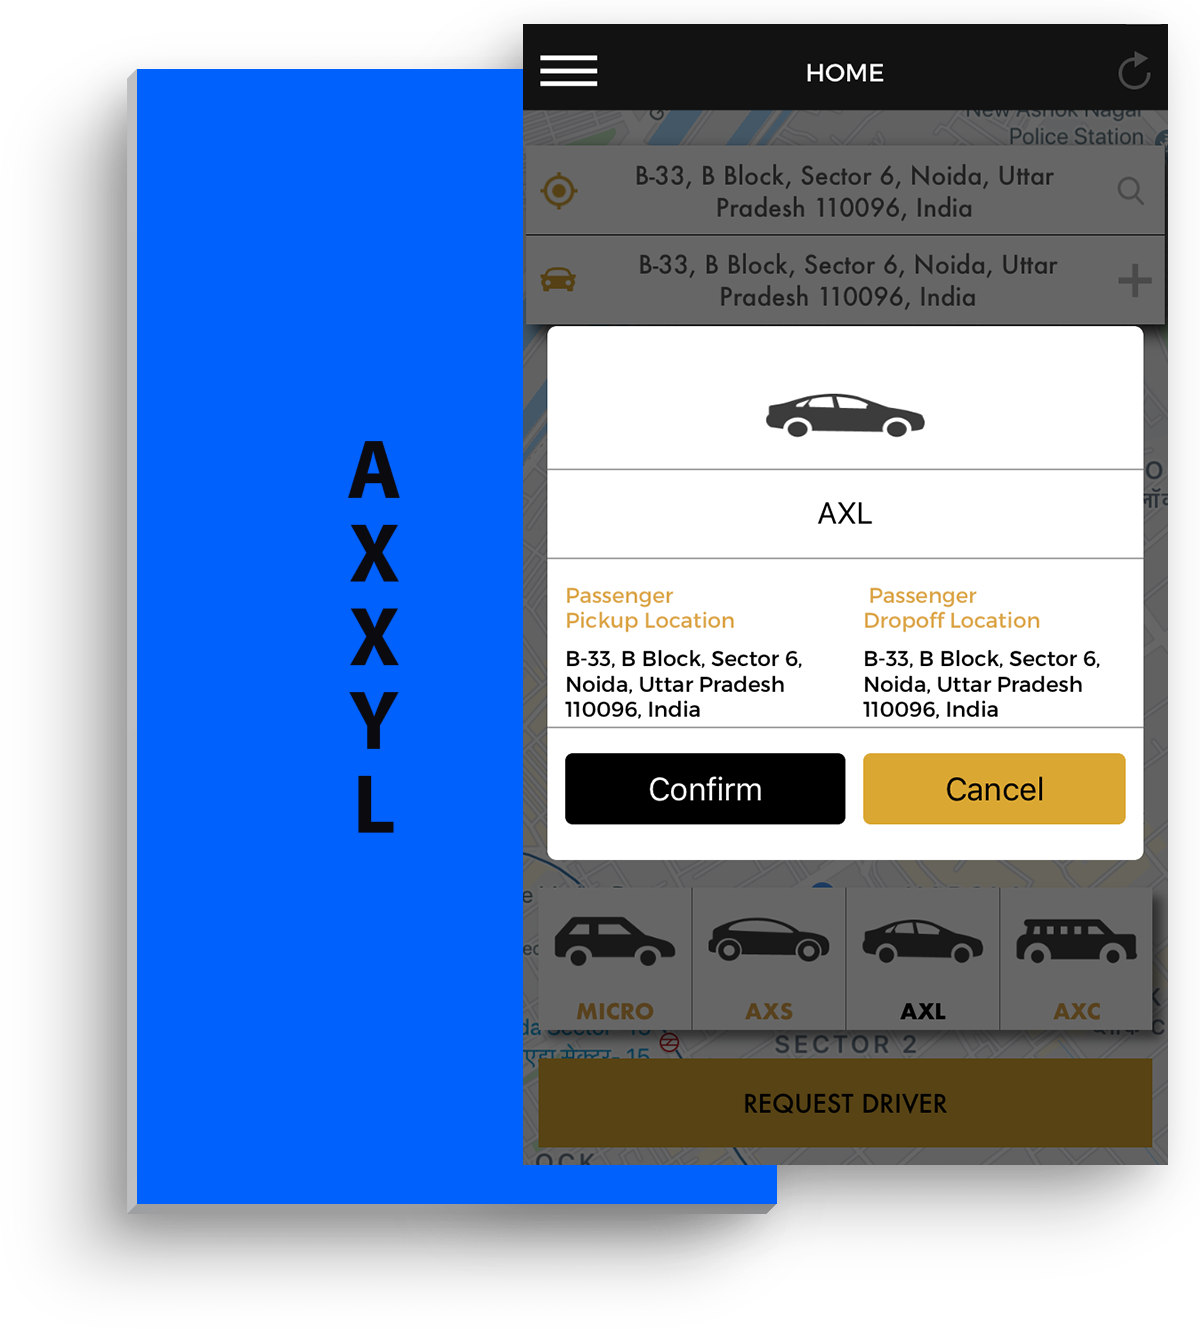 A
X
X
Y
L
HOME
New Ashok Nagar
Police Station
B-33, B Block, Sector 6, Noida, Uttar
Pradesh 110096, India
B-33, B Block, Sector 6, Noida, Uttar
Pradesh 110096, India
AXL
Passenger
Pickup Location
B-33, B Block, Sector 6,
Noida, Uttar Pradesh
110096, India
Passenger
Dropoff Location
B-33, B Block, Sector 6,
Noida, Uttar Pradesh
110096, India
Confirm
Cancel
MICRO
AXS
AXL
AXC
सेक्टर- 15
SECTOR 2
REQUEST DRIVER
OCK